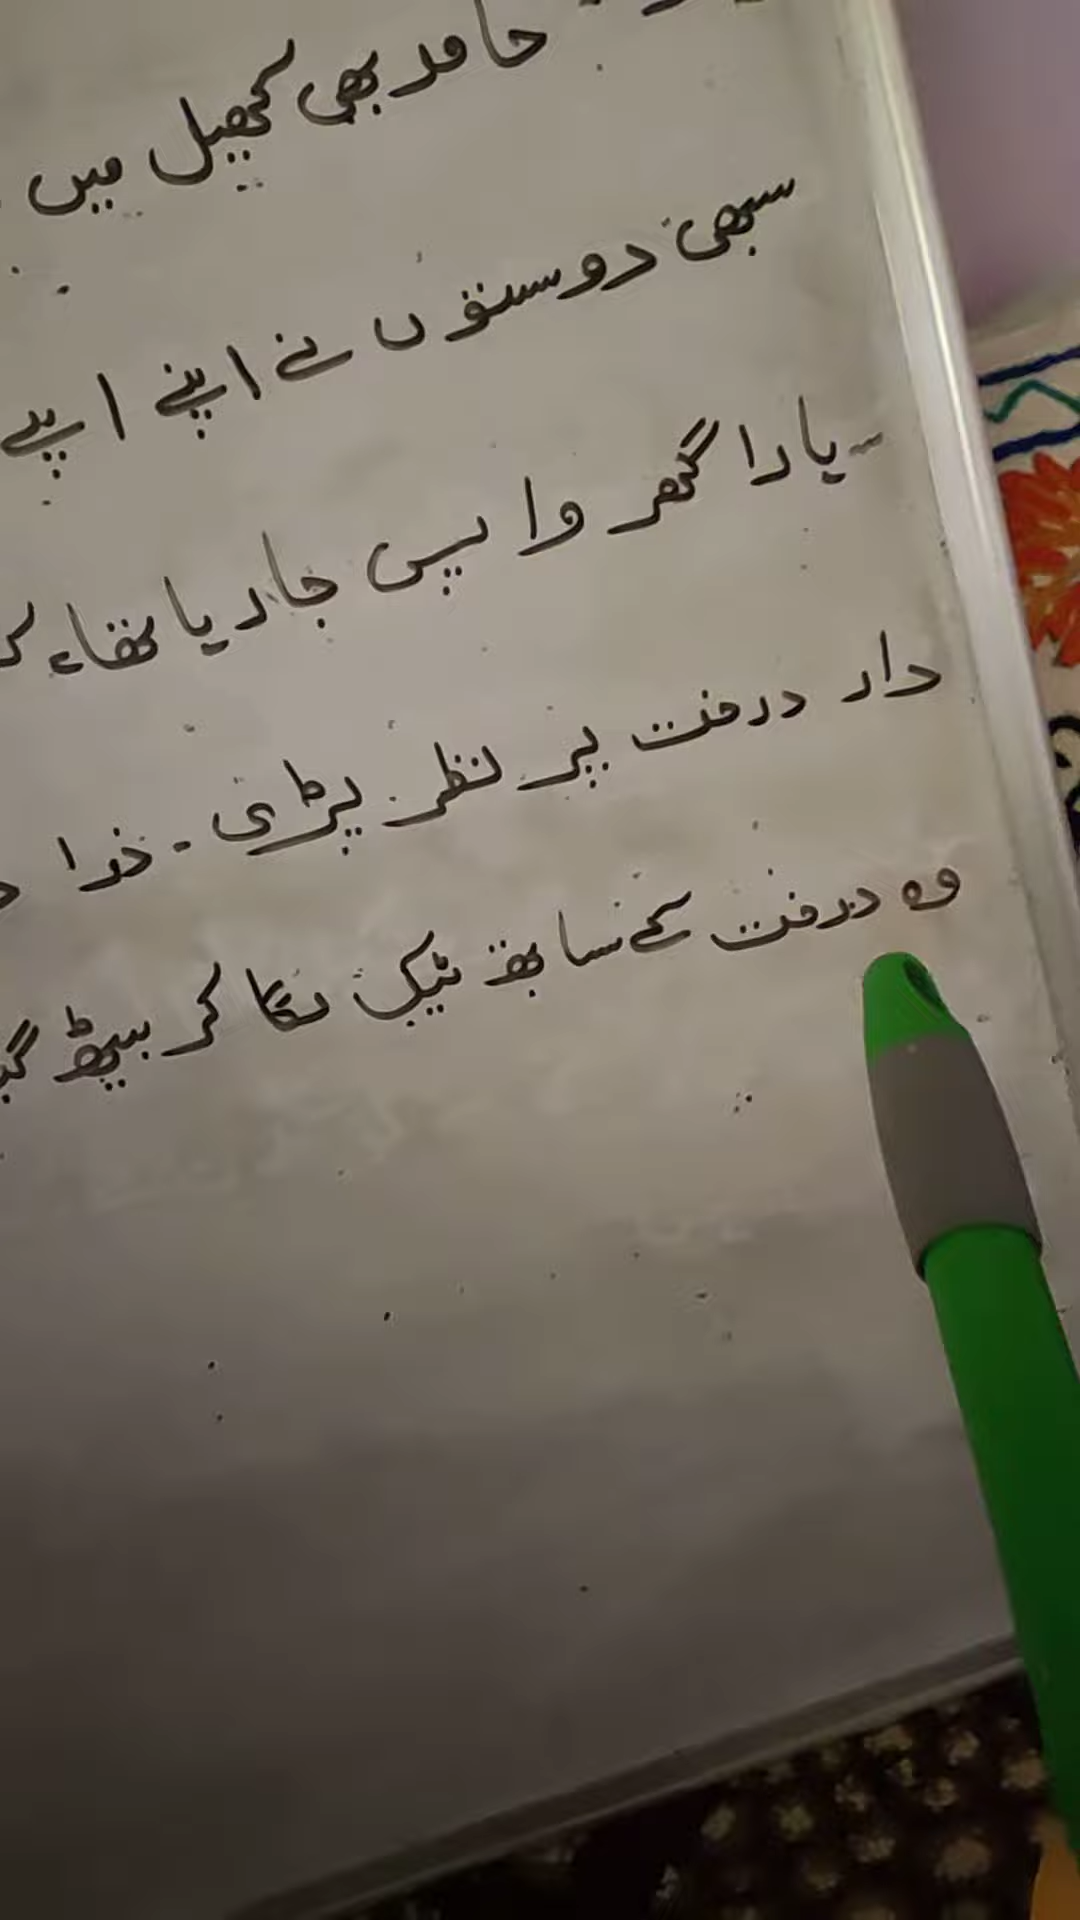 حامد بھی کھیل میں
سبھی دوستوں نے اپنے اپنے
ہارا گھر واپس جا رہا تھا، کہ
دار درخت پر نظر پڑی۔ ذرا
وہ درخت کے ساتھ ٹیک لگا کر بیٹھ گیا